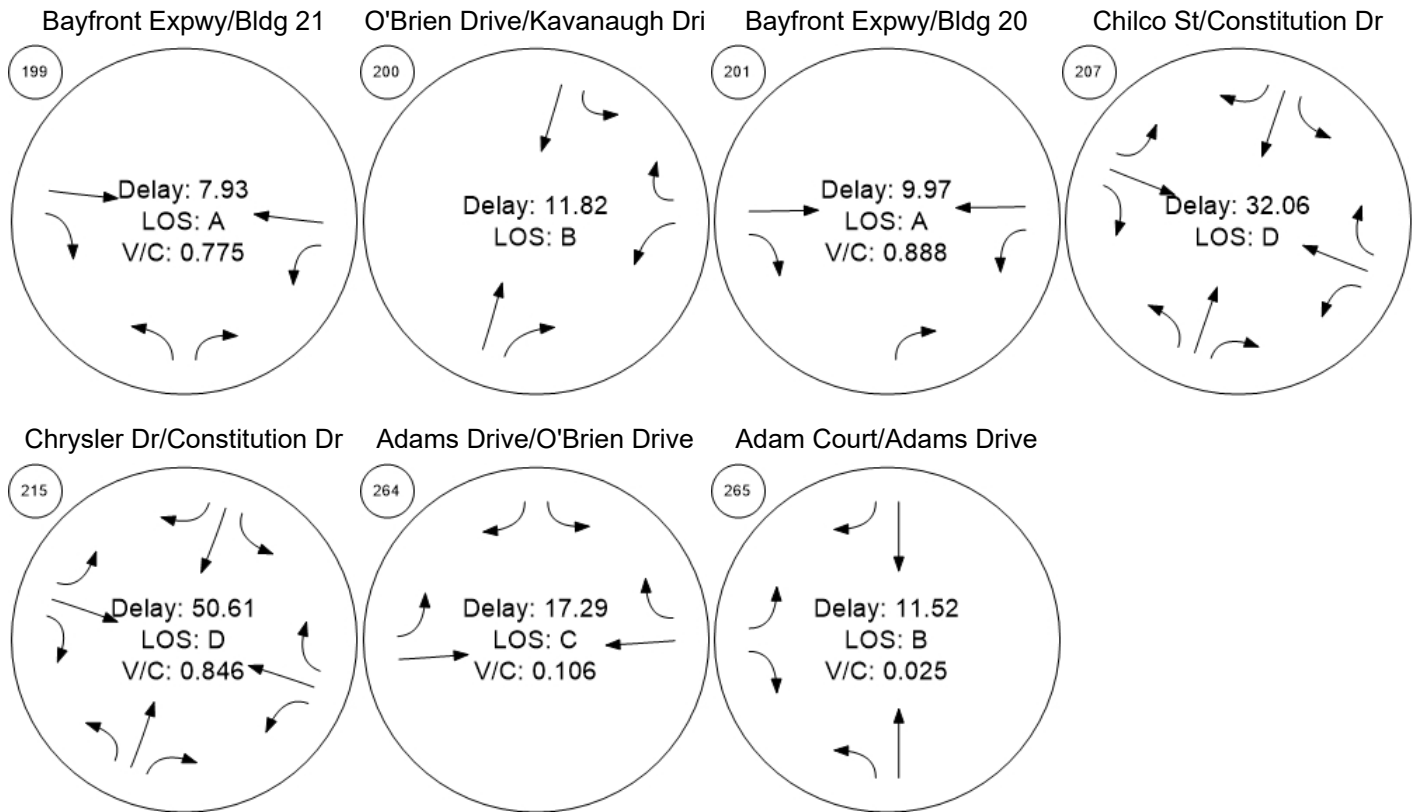 Bayfront Expwy/Bldg 21
199
Delay: 7.93
LOS: A
V/C: 0.775
O'Brien Drive/Kavanaugh Dri
200
Delay: 11.82
LOS: B
Bayfront Expwy/Bldg 20
201
Delay: 9.97
LOS: A
V/C: 0.888
Chilco St/Constitution Dr
207
Delay: 32.06
LOS: D
Chrysler Dr/Constitution Dr
215
Delay: 50.61
LOS: D
V/C: 0.846
Adams Drive/O'Brien Drive
264
Delay: 17.29
LOS: C
V/C: 0.106
Adam Court/Adams Drive
265
Delay: 11.52
LOS: B
V/C: 0.025